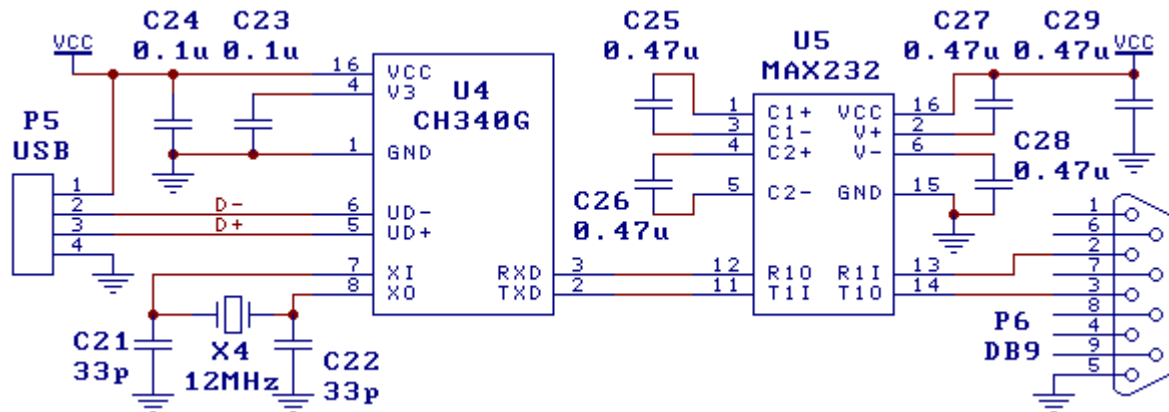 C24 C23
0.1u 0.1u
VCC
C25
0.47u
U5
MAX232
C27 C29
0.47u 0.47u
VCC
P5
USB
1
2
3
4
D-
D+
16 VCC
4 V3
1 GND
6 UD-
5 UD+
7 XI
8 XO
U4
CH340G
RXD 3
TXD 2
C21
33p
X4
12MHz
C22
33p
C26
0.47u
1 C1+
3 C1-
4 C2+
5 C2-
12 R1O
11 T1I
VCC 16
V+ 2
V- 6
GND 15
R1I 13
T1O 14
C28
0.47u
P6
DB9
1
6
2
7
3
8
4
9
5